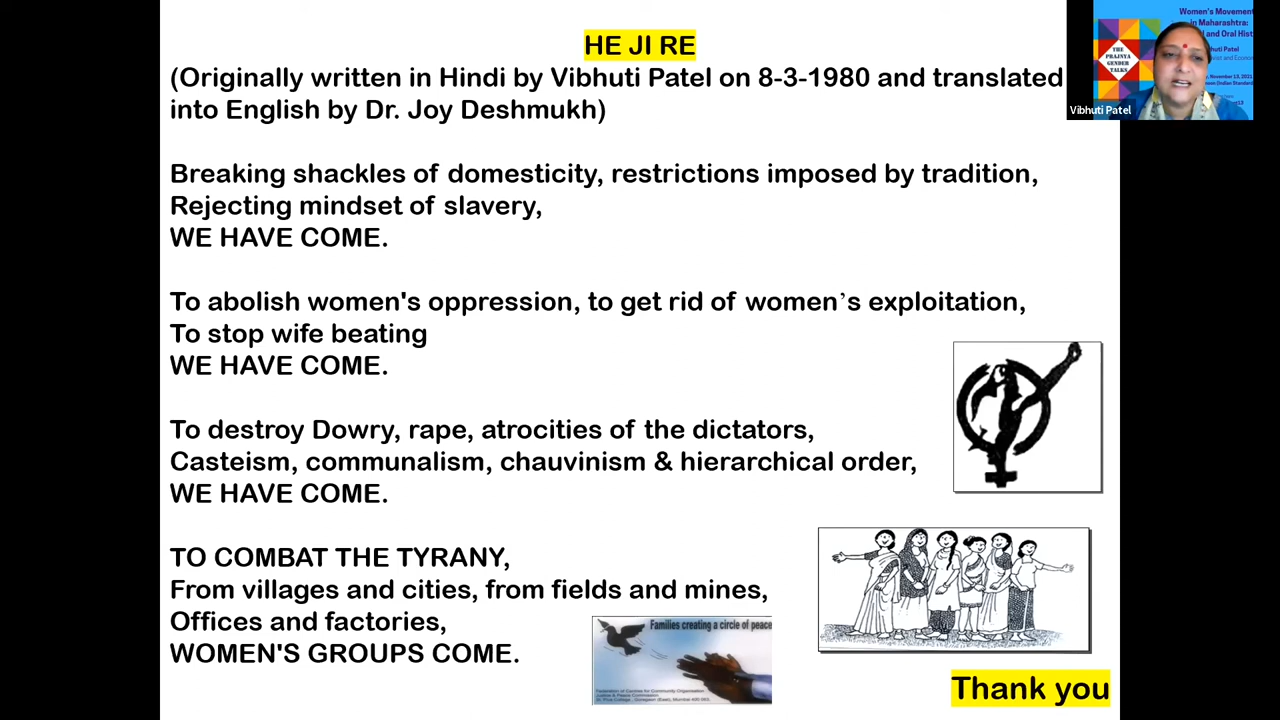 HE JI RE
(Originally written in Hindi by Vibhuti Patel on 8-3-1980 and translated
into English by Dr. Joy Deshmukh)
Breaking shackles of domesticity, restrictions imposed by tradition,
Rejecting mindset of slavery,
WE HAVE COME.
To abolish women's oppression, to get rid of women’s exploitation,
To stop wife beating
WE HAVE COME.
To destroy Dowry, rape, atrocities of the dictators,
Casteism, communalism, chauvinism & hierarchical order,
WE HAVE COME.
TO COMBAT THE TYRANY,
From villages and cities, from fields and mines,
Offices and factories,
WOMEN'S GROUPS COME.
Families creating a circle of peace
Justice & Peace Commission
Thank you
Women's Movement
in Maharashtra:
THE
PRAJNYA
GENDER
TALKS
Vibhuti Patel